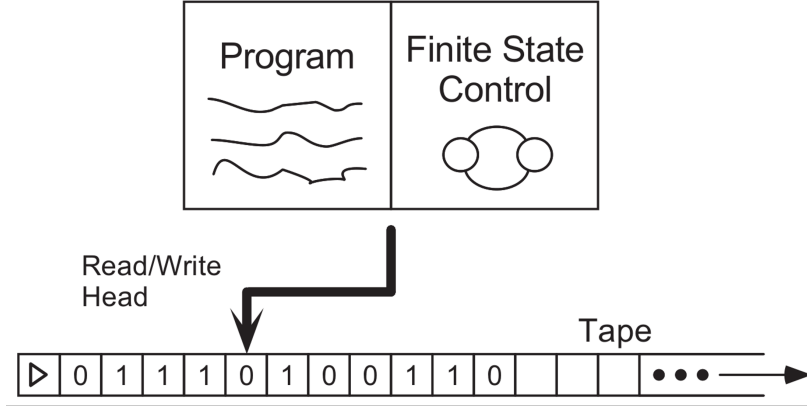 Program
Finite State
Control
Read/Write
Head
Tape
0 1 1 1 0 1 0 0 1 1 0